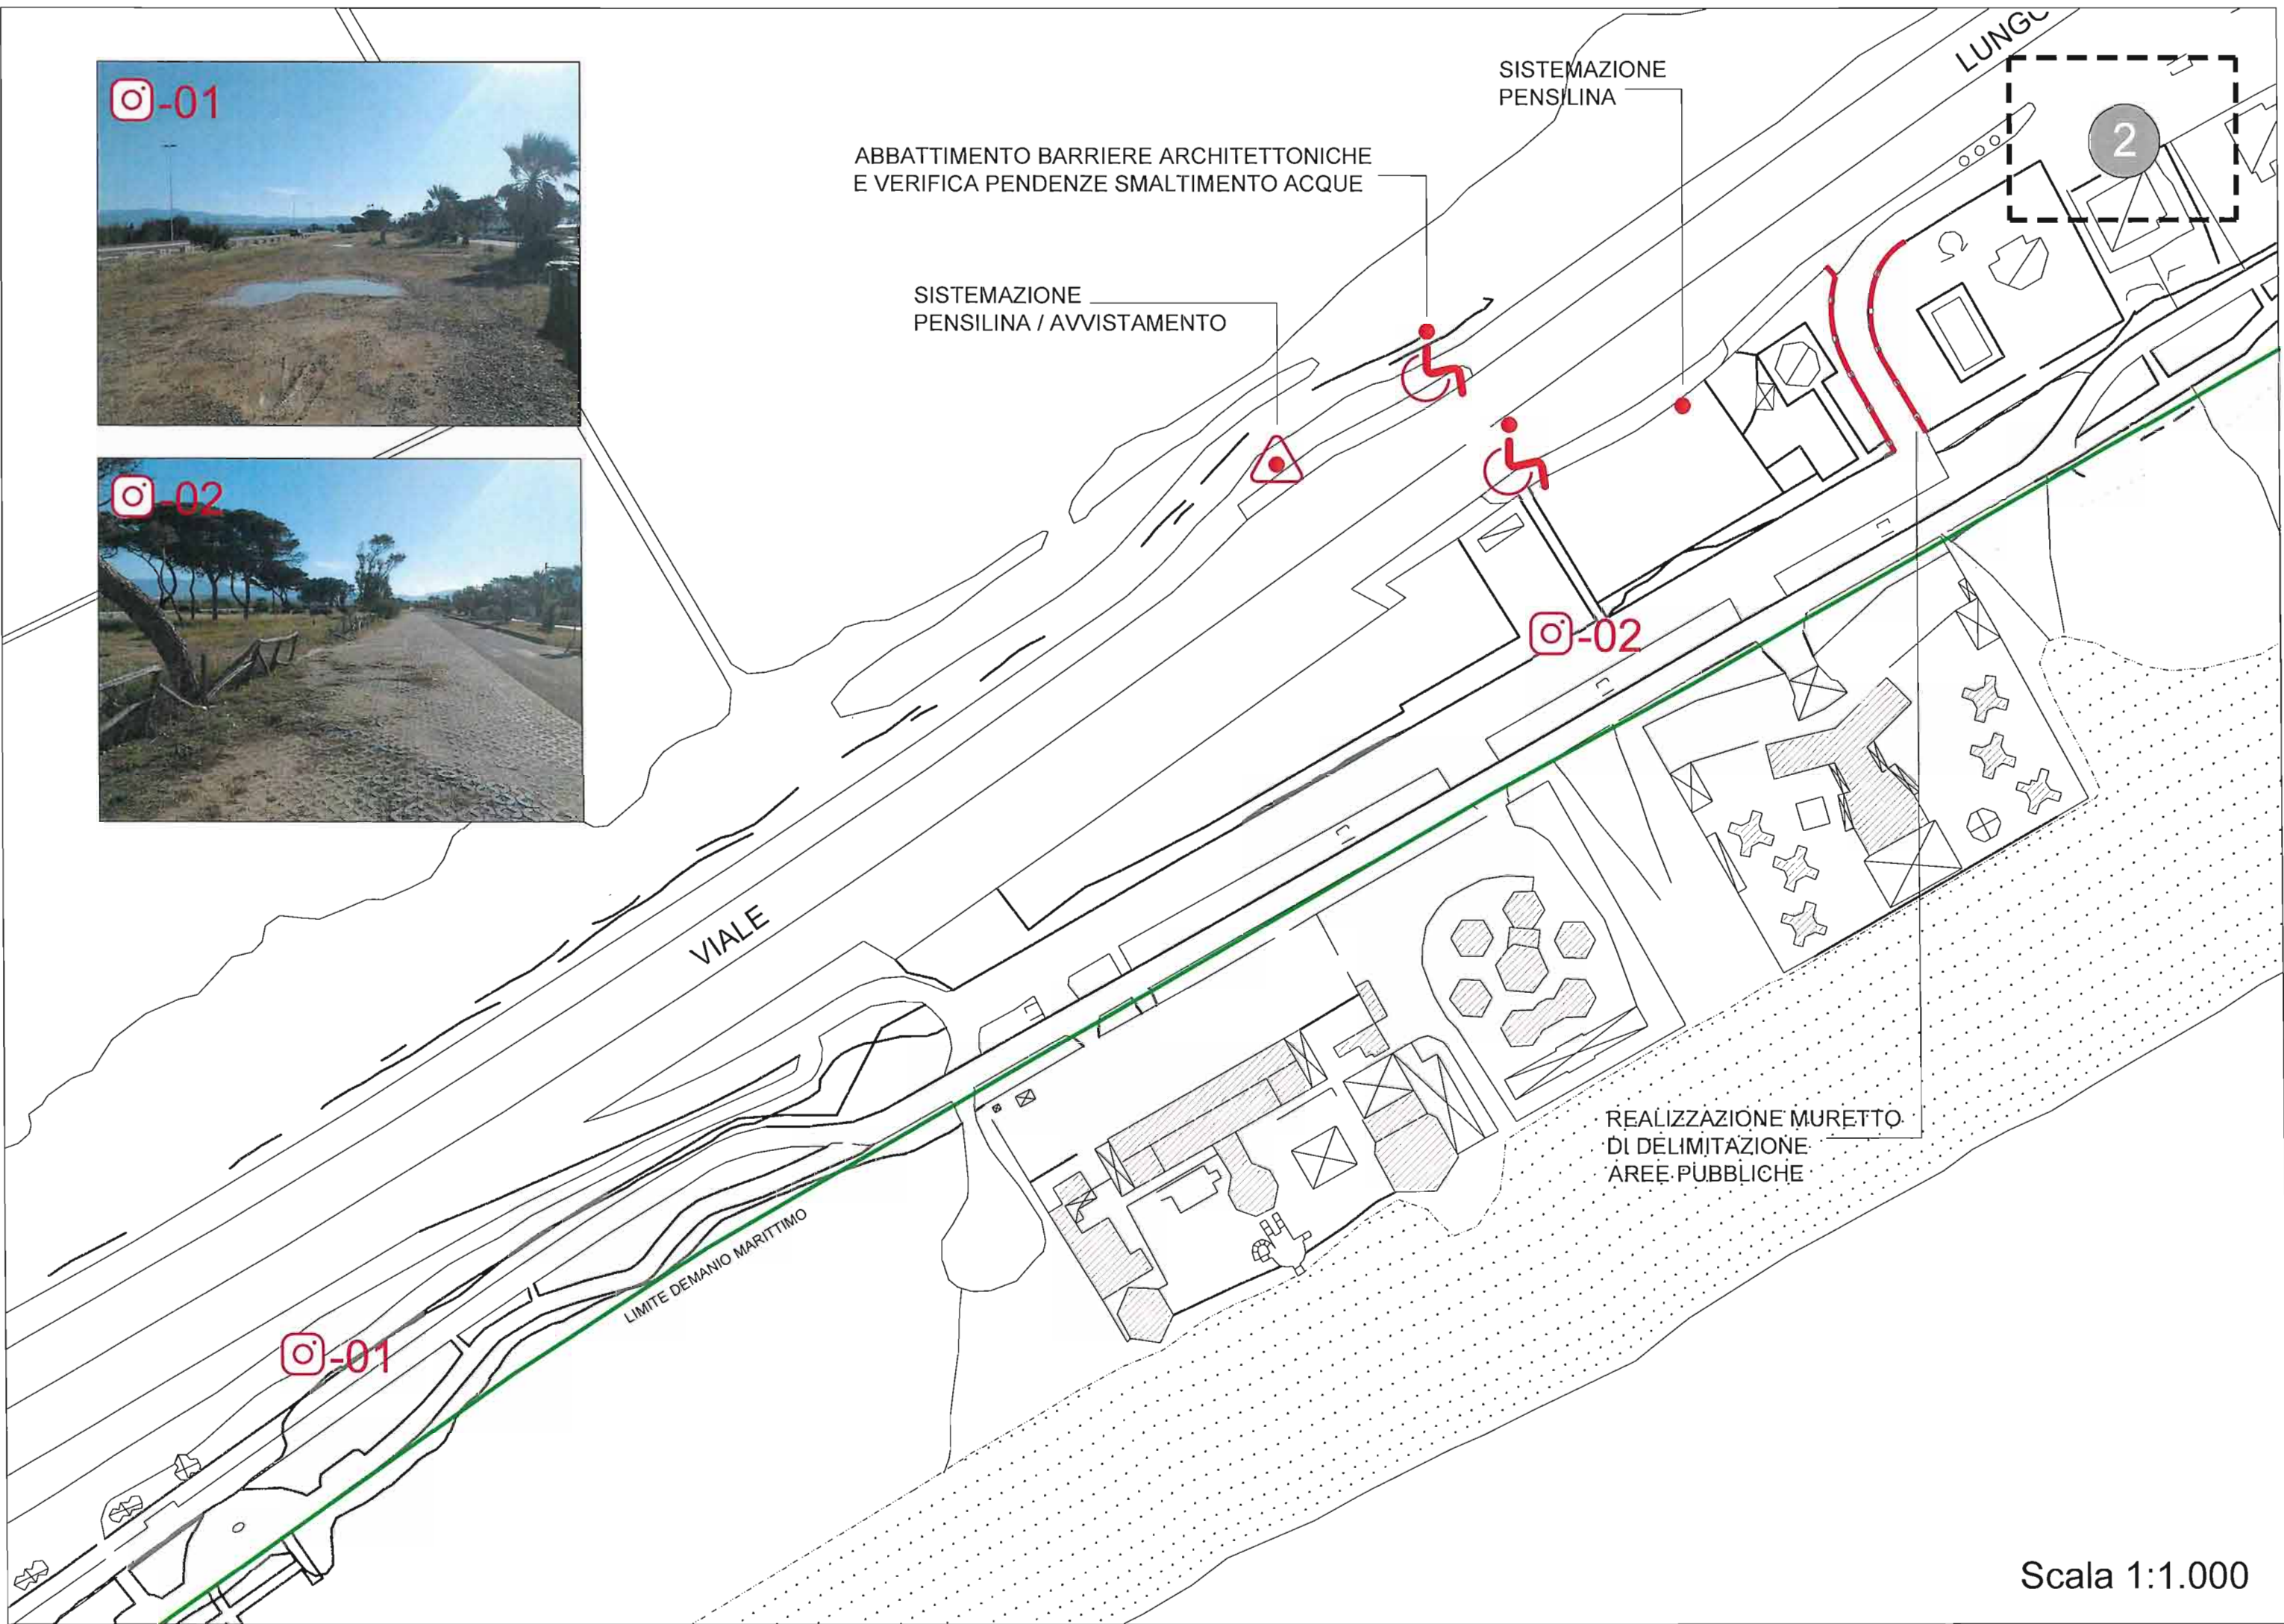 -01
-02
SISTEMAZIONE
PENSILINA
ABBATTIMENTO BARRIERE ARCHITETTONICHE
E VERIFICA PENDENZE SMALTIMENTO ACQUE
SISTEMAZIONE
PENSILINA / AVVISTAMENTO
LUNGO
2
-02
VIALE
REALIZZAZIONE MURETTO
DI DELIMITAZIONE
AREE PUBBLICHE
LIMITE DEMANIO MARITTIMO
-01
Scala 1:1.000